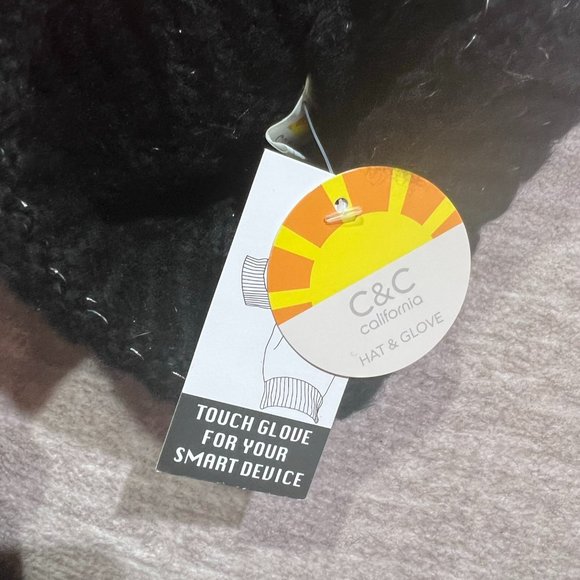 C&C
california
HAT & GLOVE
TOUCH GLOVE
FOR YOUR
SMART DEVICE